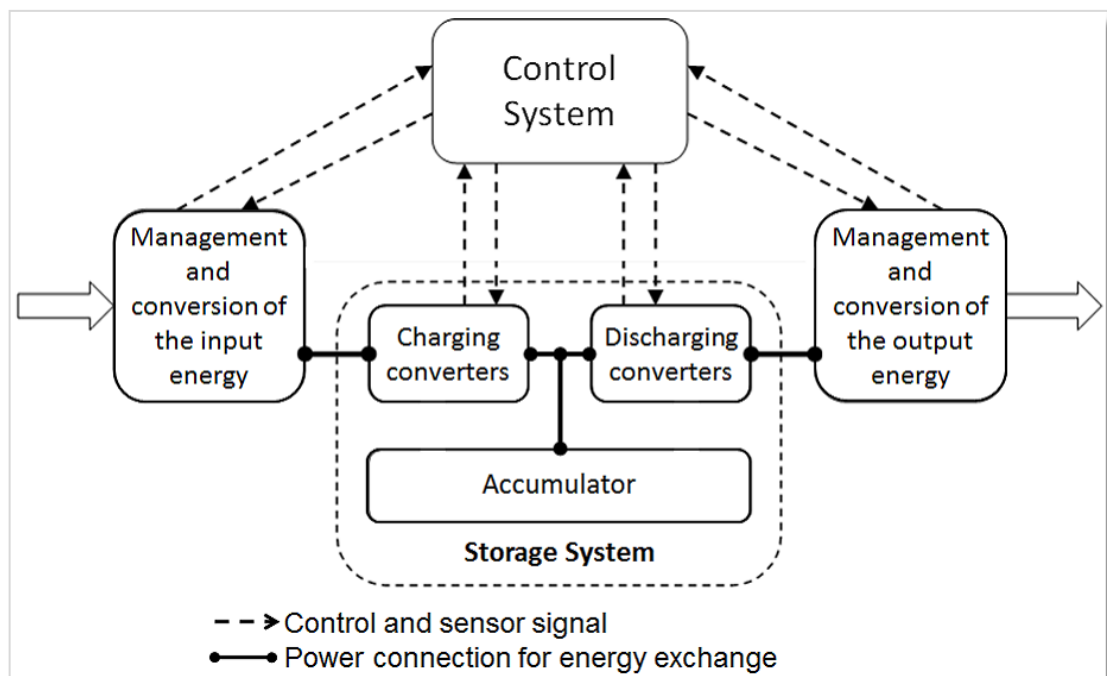 Control
System
Management
and
conversion of
the input
energy
Management
and
conversion of
the output
energy
Charging
converters
Discharging
converters
Accumulator
Storage System
Control and sensor signal
Power connection for energy exchange